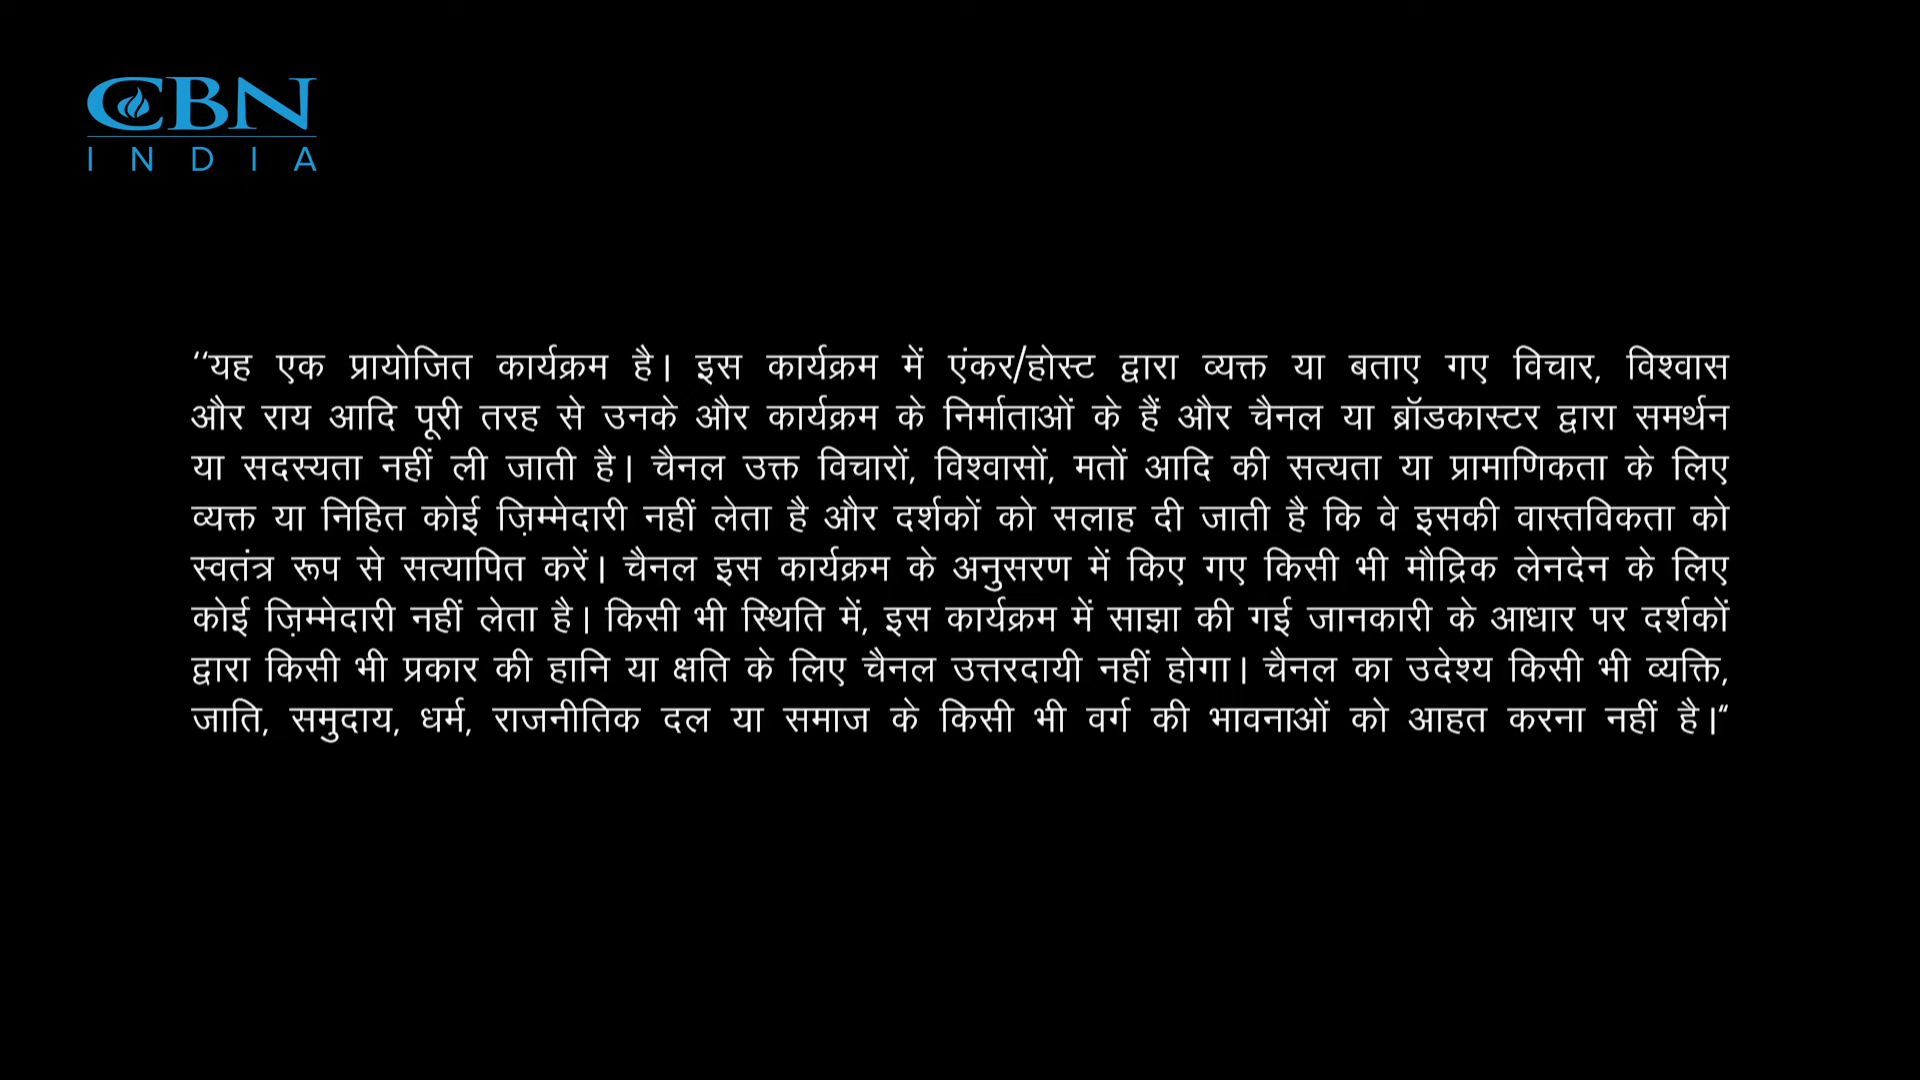 CBN
INDIA
‘‘यह एक प्रायोजित कार्यक्रम है। इस कार्यक्रम में एंकर/होस्ट द्वारा व्यक्त या बताए गए विचार, विश्वास
और राय आदि पूरी तरह से उनके और कार्यक्रम के निर्माताओं के हैं और चैनल या ब्रॉडकास्टर द्वारा समर्थन
या सदस्यता नहीं ली जाती है। चैनल उक्त विचारों, विश्वासों, मतों आदि की सत्यता या प्रामाणिकता के लिए
व्यक्त या निहित कोई ज़िम्मेदारी नहीं लेता है और दर्शकों को सलाह दी जाती है कि वे इसकी वास्तविकता को
स्वतंत्र रूप से सत्यापित करें। चैनल इस कार्यक्रम के अनुसरण में किए गए किसी भी मौद्रिक लेनदेन के लिए
कोई ज़िम्मेदारी नहीं लेता है। किसी भी स्थिति में, इस कार्यक्रम में साझा की गई जानकारी के आधार पर दर्शकों
द्वारा किसी भी प्रकार की हानि या क्षति के लिए चैनल उत्तरदायी नहीं होगा। चैनल का उदेश्य किसी भी व्यक्ति,
जाति, समुदाय, धर्म, राजनीतिक दल या समाज के किसी भी वर्ग की भावनाओं को आहत करना नहीं है।‘‘